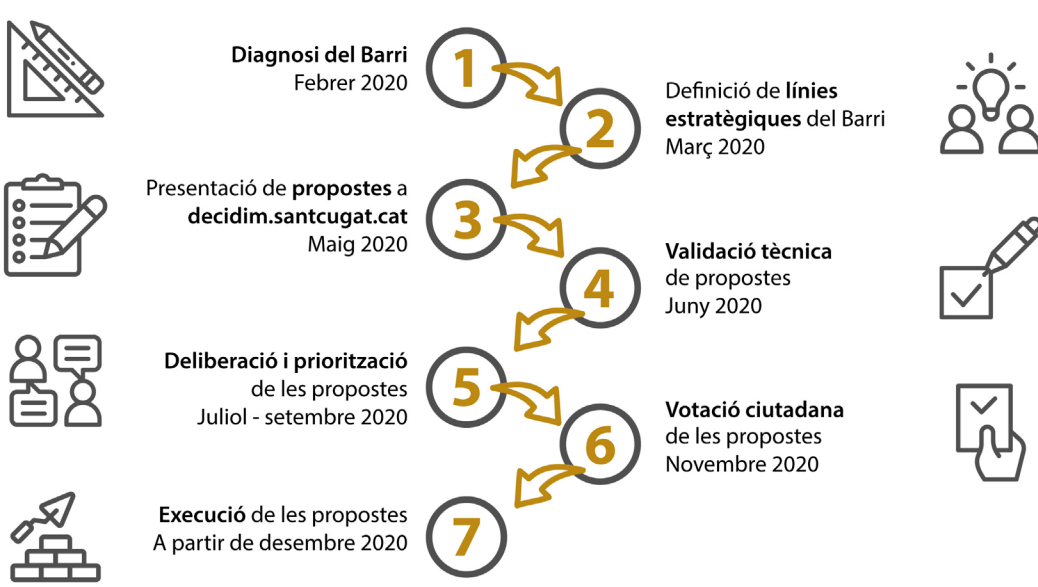 Diagnosi del Barri
Febrer 2020
1
2
Definició de línies
estratègiques del Barri
Març 2020
Presentació de propostes a
decidim.santcugat.cat
Maig 2020
3
4
Validació tècnica
de propostes
Juny 2020
Deliberació i priorització
de les propostes
Juliol - setembre 2020
5
6
Votació ciutadana
de les propostes
Novembre 2020
Execució de les propostes
A partir de desembre 2020
7